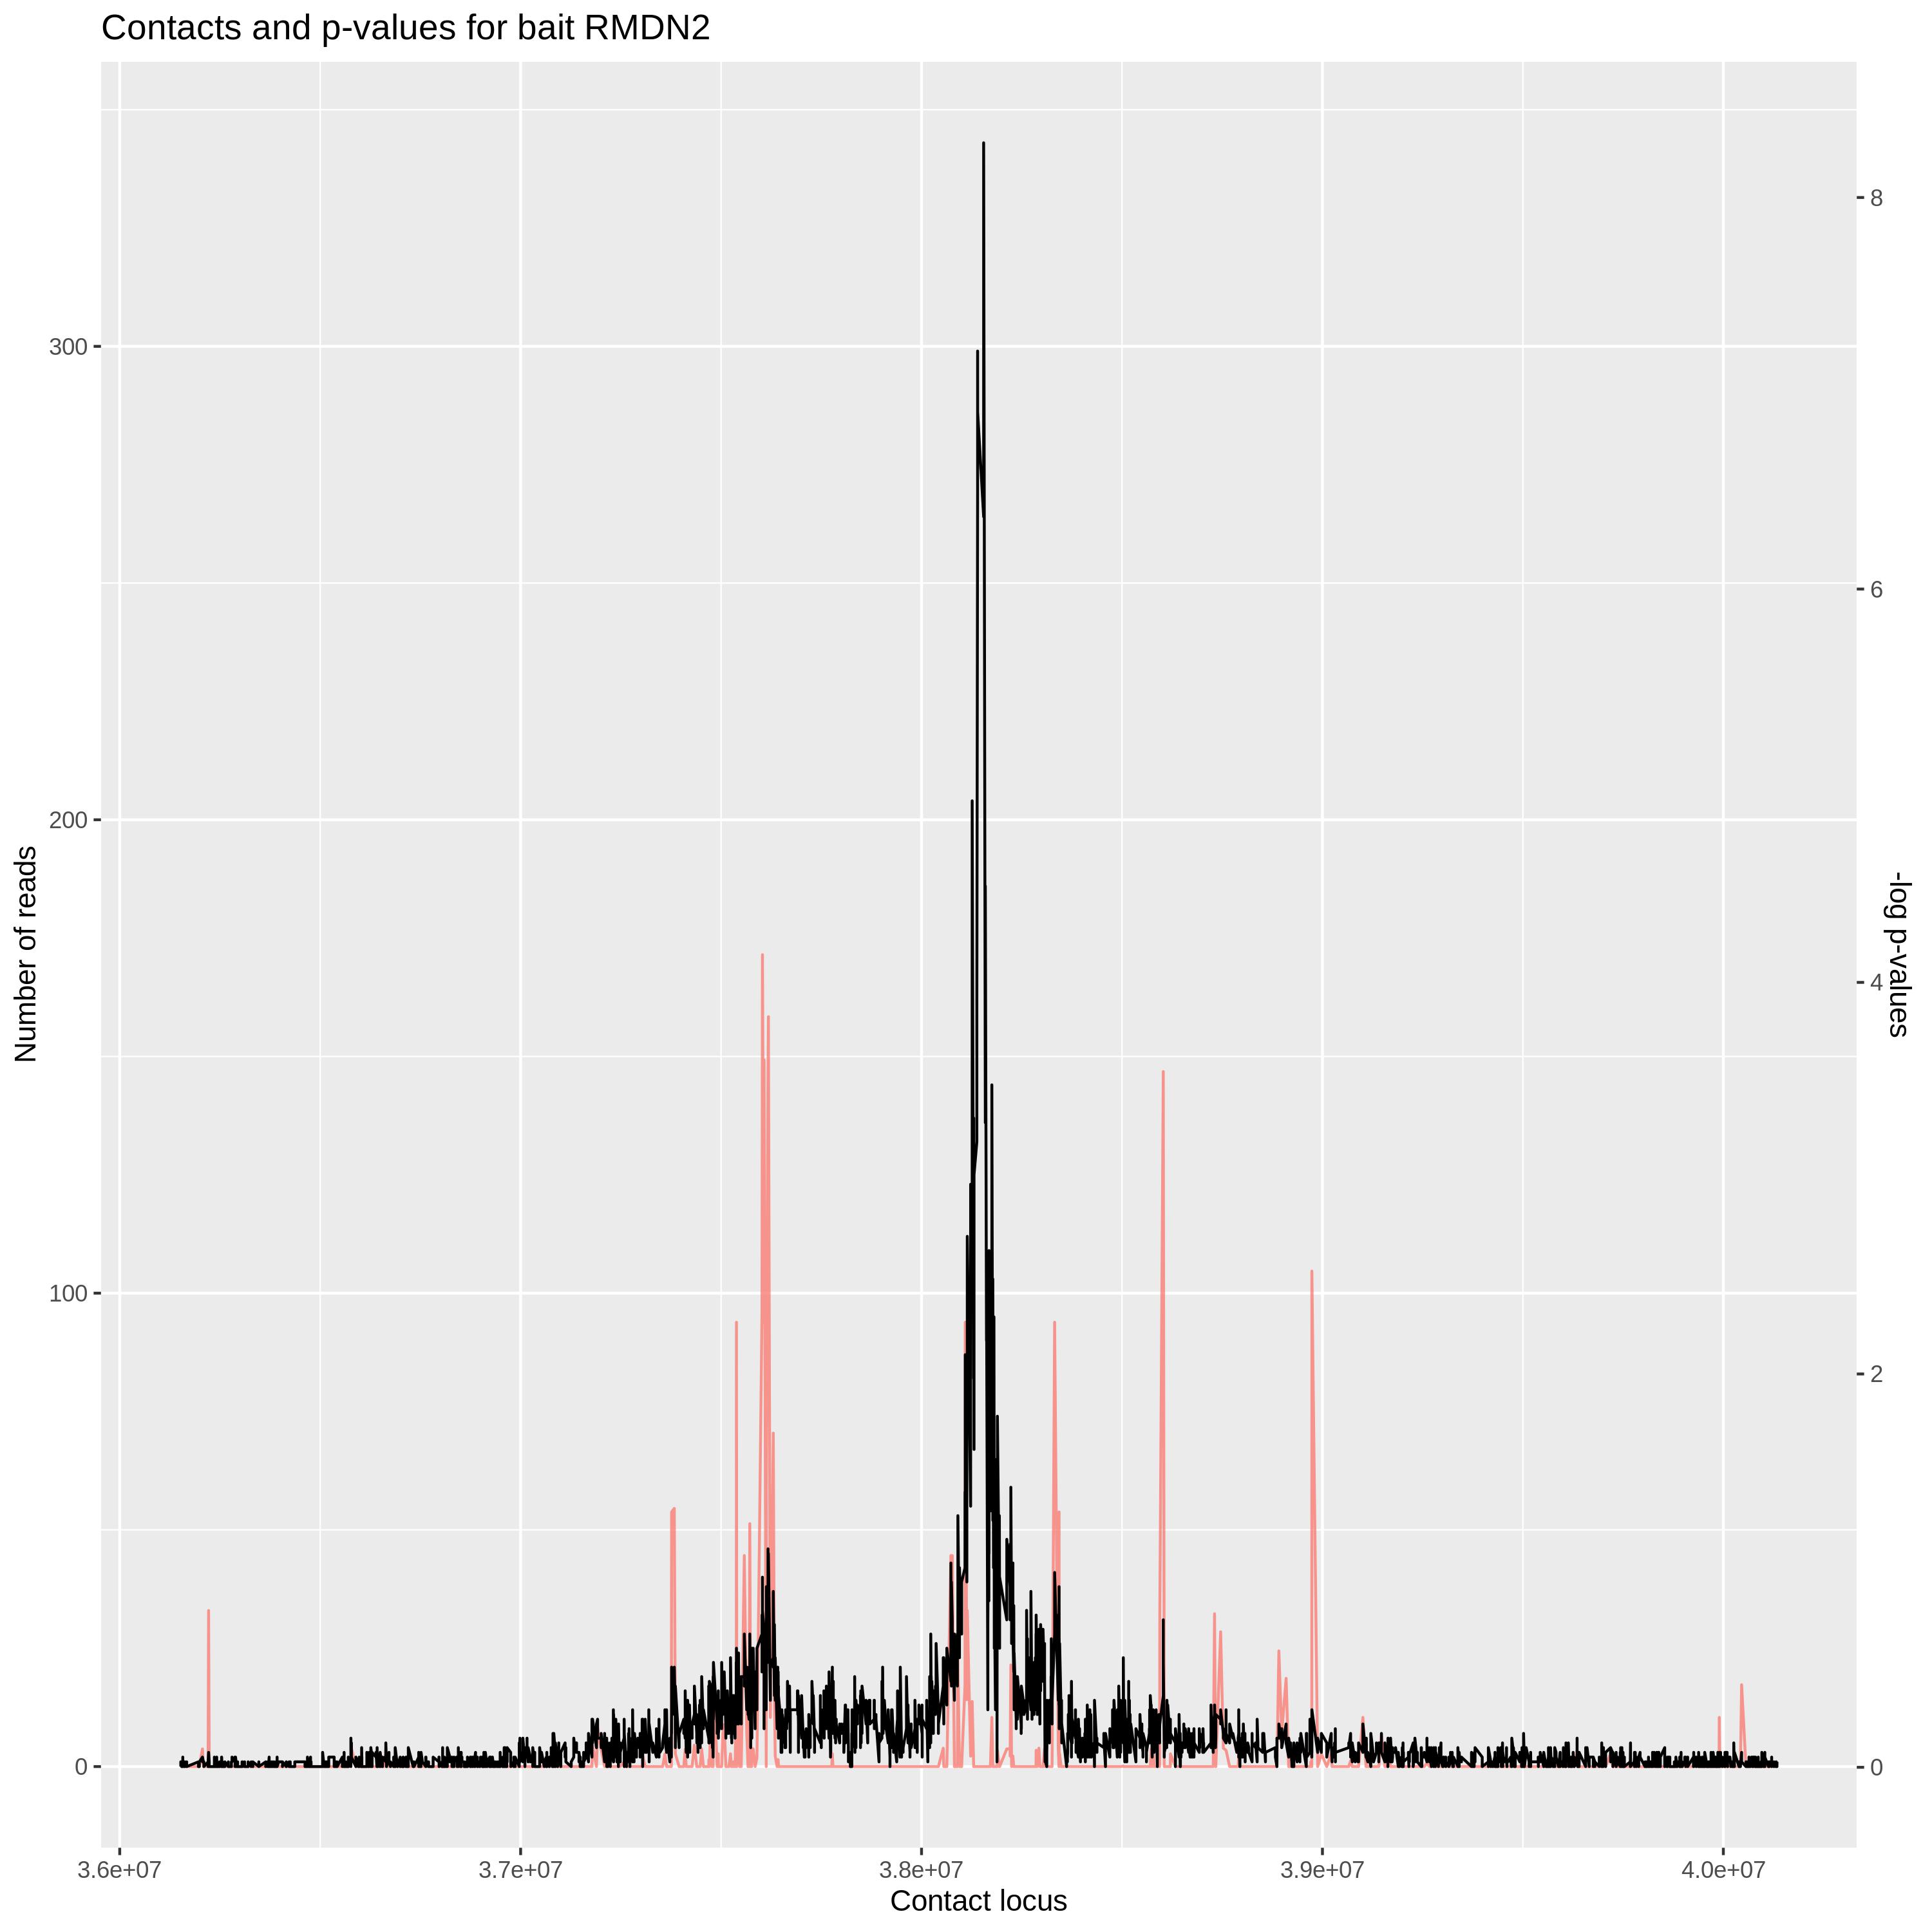 Contacts and p-values for bait RMDN2
300
200
100
0
Number of reads
8
6
4
2
0
-log p-values
3.6e+07 3.7e+07 3.8e+07 3.9e+07 4.0e+07
Contact locus